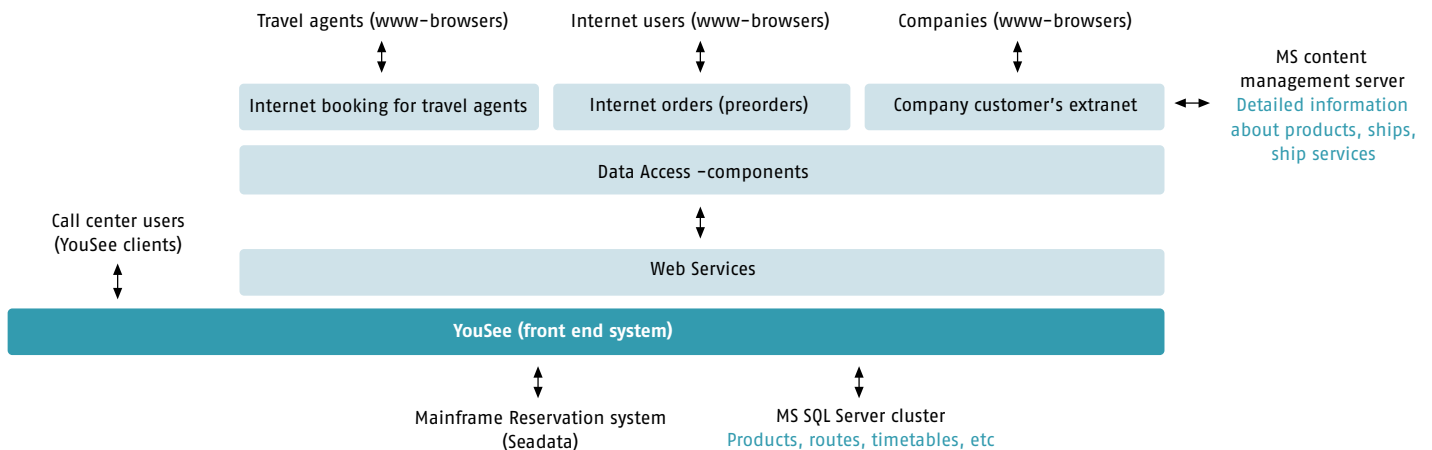 Travel agents (www-browsers)
Internet users (www-browsers)
Companies (www-browsers)
MS content
management server
Detailed information
about products, ships,
ship services
Internet booking for travel agents
Internet orders (preorders)
Company customer's extranet
Data Access -components
Call center users
(YouSee clients)
Web Services
YouSee (front end system)
Mainframe Reservation system
(Seadata)
MS SQL Server cluster
Products, routes, timetables, etc